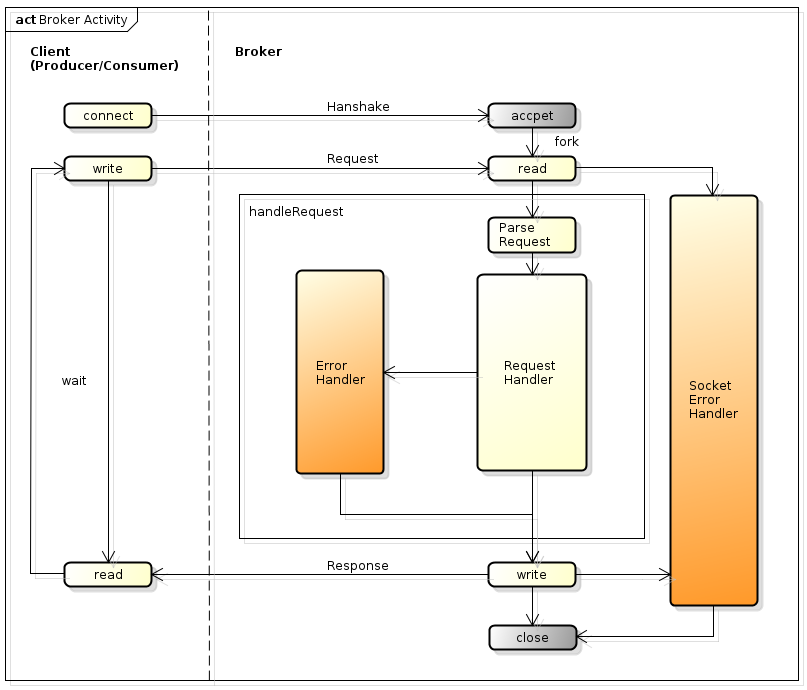 act Broker Activity
Client
(Producer/Consumer)
Broker
connect
Hanshake
accpet
fork
write
Request
read
handleRequest
Parse
Request
Error
Handler
Request
Handler
Socket
Error
Handler
wait
read
Response
write
close